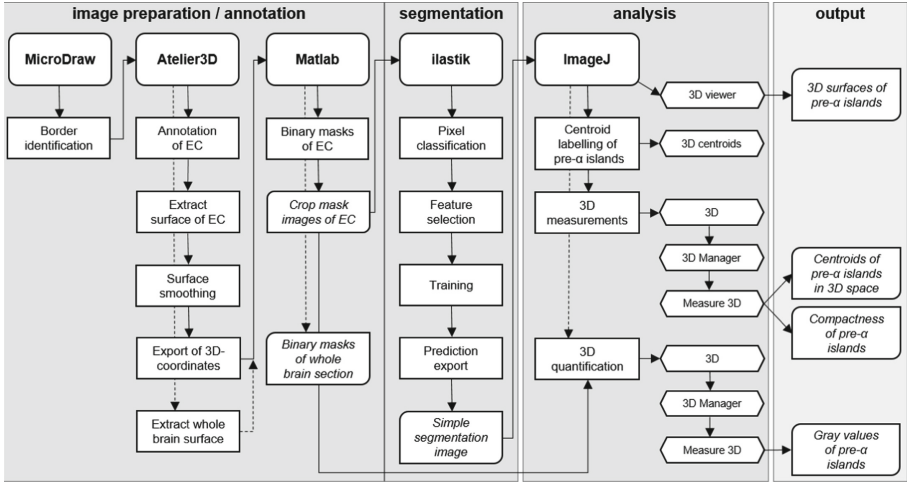 image preparation / annotation
segmentation
analysis
output
MicroDraw
Border
identification
Atelier3D
Annotation
of EC
Extract
surface of EC
Surface
smoothing
Export of 3D-
coordinates
Extract whole
brain surface
Matlab
Binary masks
of EC
Crop mask
images of EC
Binary masks
of whole
brain section
ilastik
Pixel
classification
Feature
selection
Training
Prediction
export
Simple
segmentation
image
ImageJ
Centroid
labelling of
pre-α islands
3D
measurements
3D
quantification
3D viewer
3D centroids
3D
3D Manager
Measure 3D
3D
3D Manager
Measure 3D
3D surfaces of
pre-α islands
Centroids of
pre-α islands
in 3D space
Compactness
of pre-α
islands
Gray values
of pre-α
islands